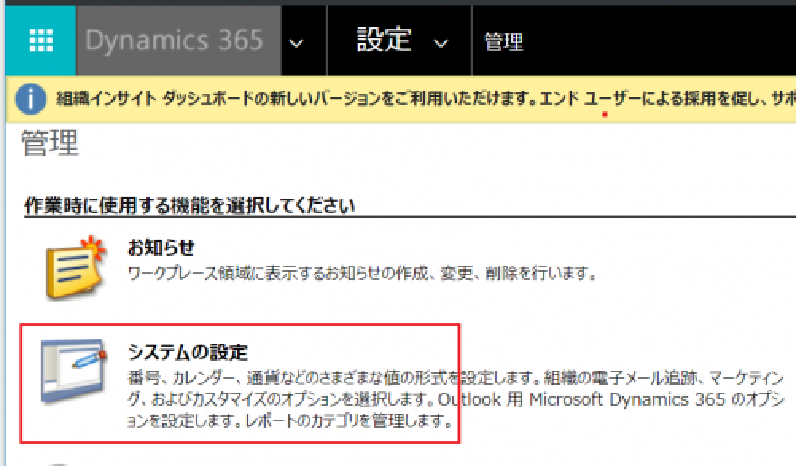 Dynamics 365 設定 管理
組織インサイト ダッシュボードの新しいバージョンをご利用いただけます。エンド ユーザーによる採用を促し、サポ
管理
作業時に使用する機能を選択してください
お知らせ
ワークプレース領域に表示するお知らせの作成、変更、削除を行います。
システムの設定
番号、カレンダー、通貨などのさまざまな値の形式を設定します。組織の電子メール追跡、マーケティン
グ、およびカスタマイズのオプションを選択します。Outlook 用 Microsoft Dynamics 365 のオプシ
ョンを設定します。レポートのカテゴリを管理します。